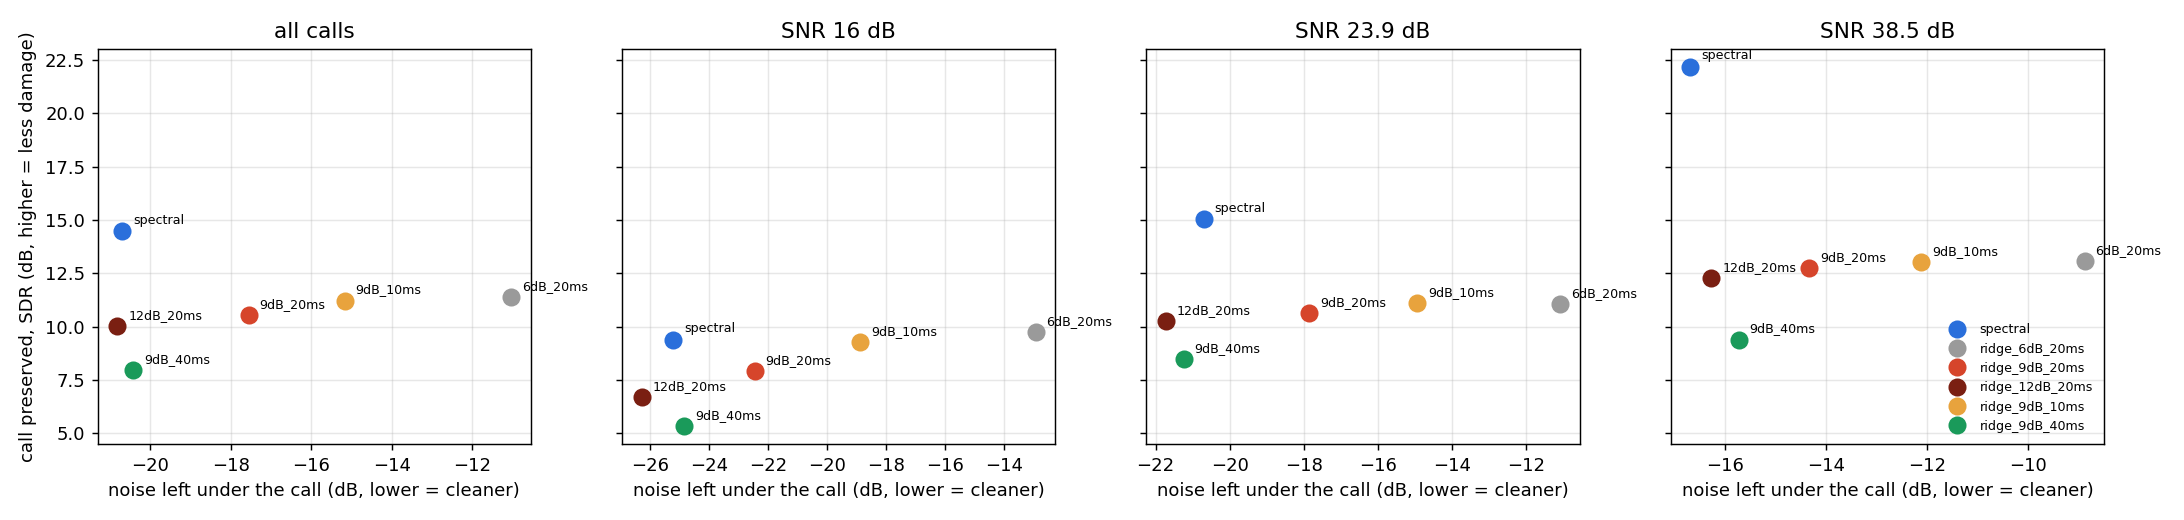 all calls
SNR 16 dB
SNR 23.9 dB
SNR 38.5 dB
call preserved, SDR (dB, higher = less damage)
22.5
20.0
17.5
15.0
12.5
10.0
7.5
5.0
spectral
12dB_20ms
9dB_20ms
9dB_10ms
6dB_20ms
9dB_40ms
−20
−18
−16
−14
−12
noise left under the call (dB, lower = cleaner)
spectral
12dB_20ms
9dB_20ms
9dB_10ms
6dB_20ms
9dB_40ms
−26
−24
−22
−20
−18
−16
−14
noise left under the call (dB, lower = cleaner)
spectral
12dB_20ms
9dB_20ms
9dB_10ms
6dB_20ms
9dB_40ms
−22
−20
−18
−16
−14
−12
noise left under the call (dB, lower = cleaner)
spectral
12dB_20ms
9dB_20ms
9dB_10ms
6dB_20ms
9dB_40ms
spectral
ridge_6dB_20ms
ridge_9dB_20ms
ridge_12dB_20ms
ridge_9dB_10ms
ridge_9dB_40ms
−16
−14
−12
−10
noise left under the call (dB, lower = cleaner)